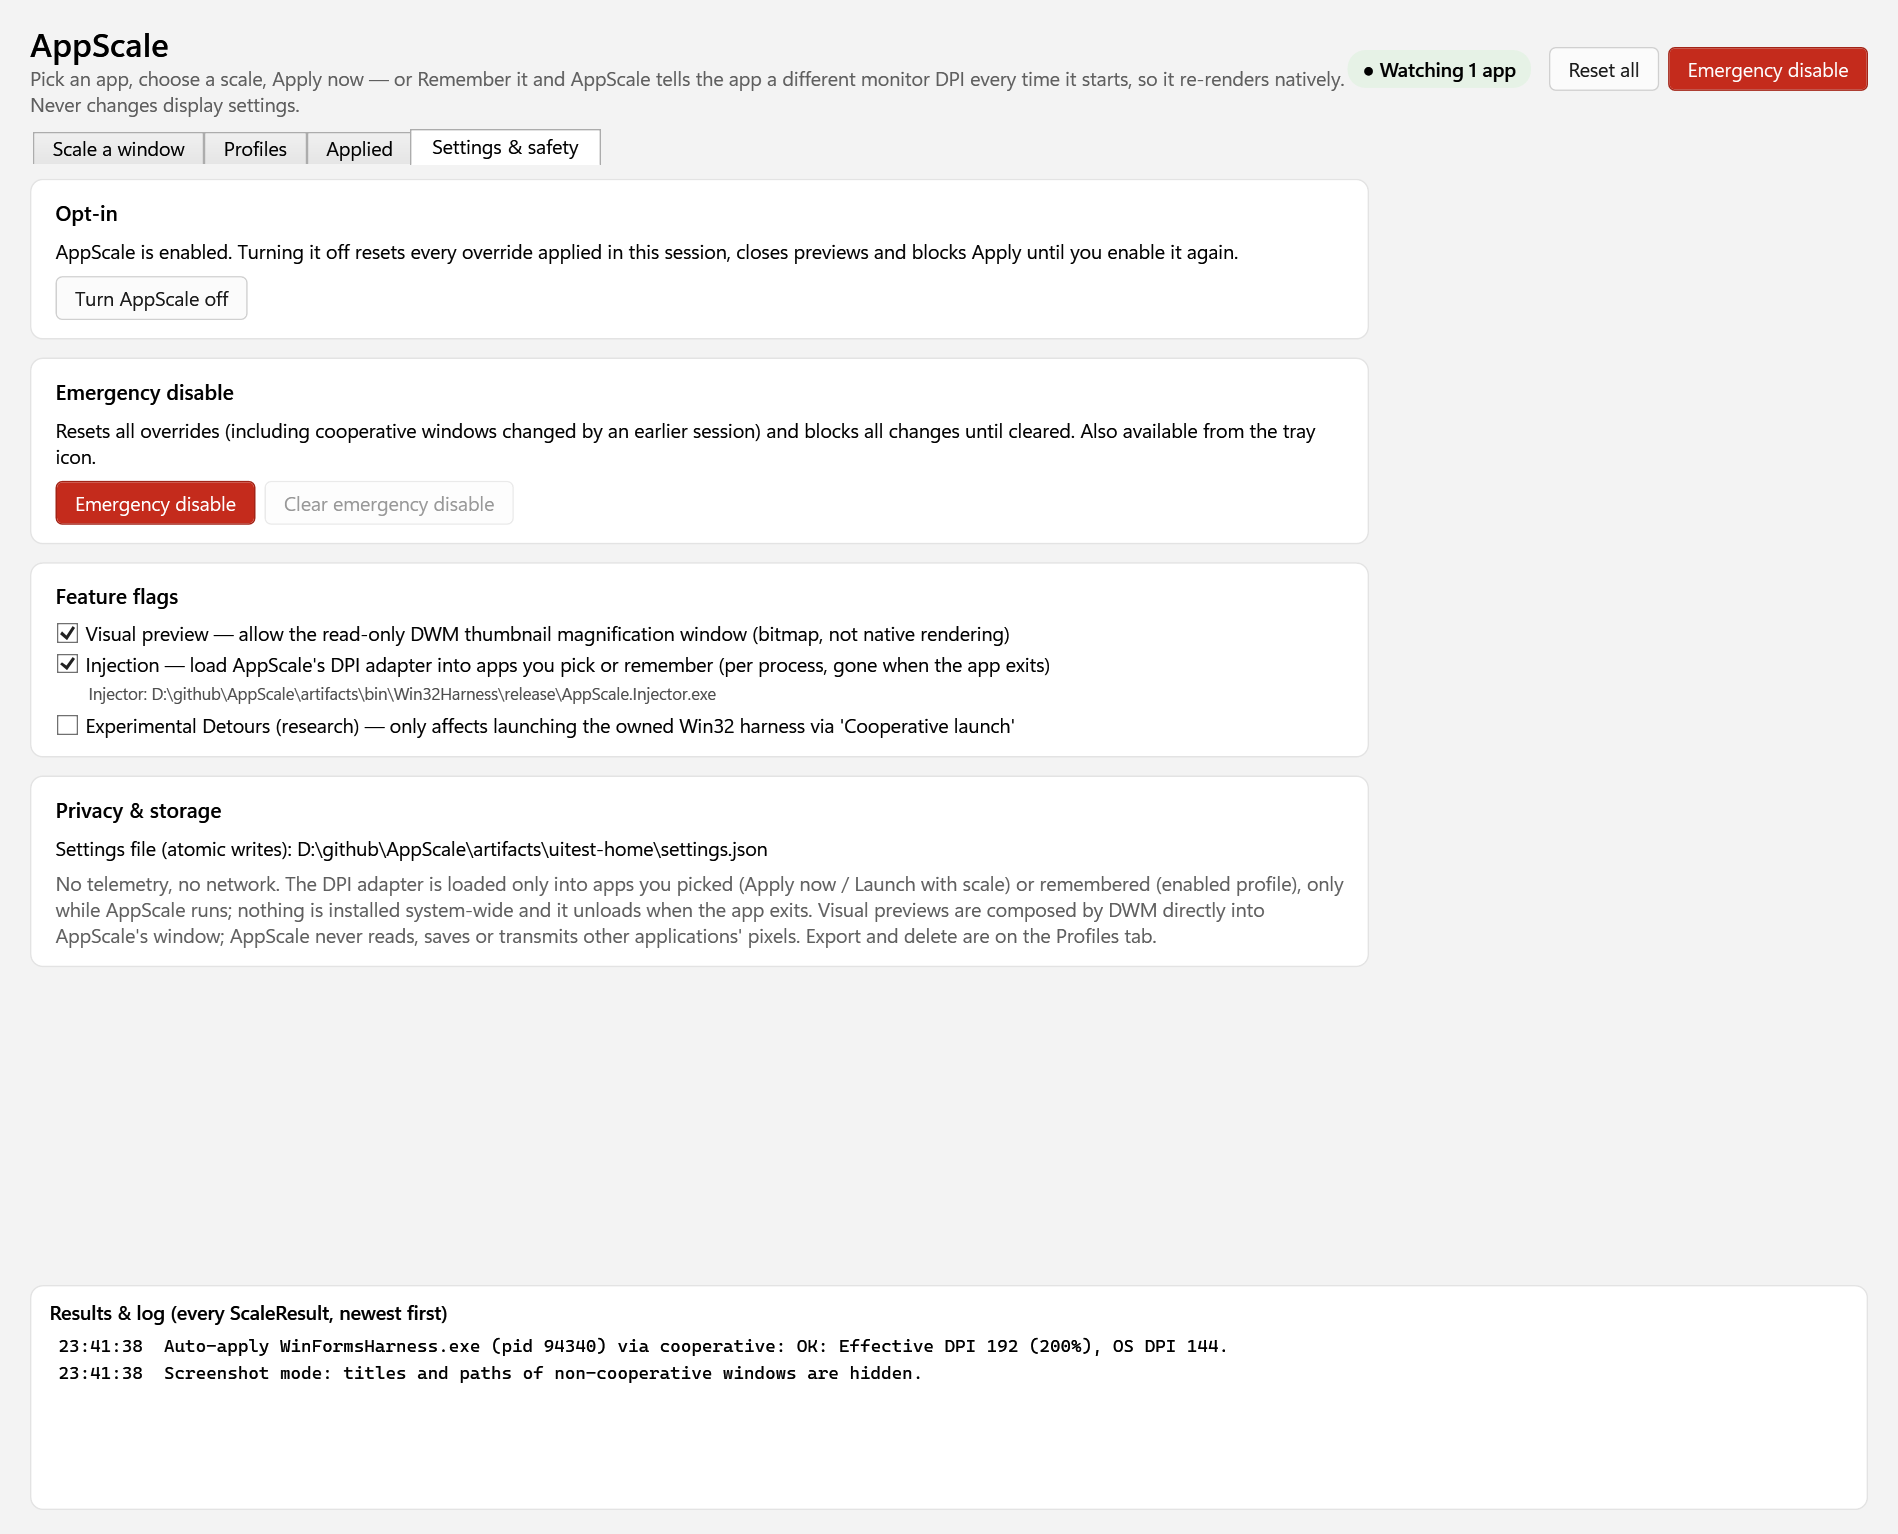 AppScale
Pick an app, choose a scale, Apply now — or Remember it and AppScale tells the app a different monitor DPI every time it starts, so it re-renders natively.
Never changes display settings.
● Watching 1 app
Reset all
Emergency disable
Scale a window
Profiles
Applied
Settings & safety
Opt-in
AppScale is enabled. Turning it off resets every override applied in this session, closes previews and blocks Apply until you enable it again.
Turn AppScale off
Emergency disable
Resets all overrides (including cooperative windows changed by an earlier session) and blocks all changes until cleared. Also available from the tray
icon.
Emergency disable
Clear emergency disable
Feature flags
Visual preview — allow the read-only DWM thumbnail magnification window (bitmap, not native rendering)
Injection — load AppScale's DPI adapter into apps you pick or remember (per process, gone when the app exits)
Injector: D:\github\AppScale\artifacts\bin\Win32Harness\release\AppScale.Injector.exe
Experimental Detours (research) — only affects launching the owned Win32 harness via 'Cooperative launch'
Privacy & storage
Settings file (atomic writes): D:\github\AppScale\artifacts\uitest-home\settings.json
No telemetry, no network. The DPI adapter is loaded only into apps you picked (Apply now / Launch with scale) or remembered (enabled profile), only
while AppScale runs; nothing is installed system-wide and it unloads when the app exits. Visual previews are composed by DWM directly into
AppScale's window; AppScale never reads, saves or transmits other applications' pixels. Export and delete are on the Profiles tab.
Results & log (every ScaleResult, newest first)
23:41:38  Auto-apply WinFormsHarness.exe (pid 94340) via cooperative: OK: Effective DPI 192 (200%), OS DPI 144.
23:41:38  Screenshot mode: titles and paths of non-cooperative windows are hidden.